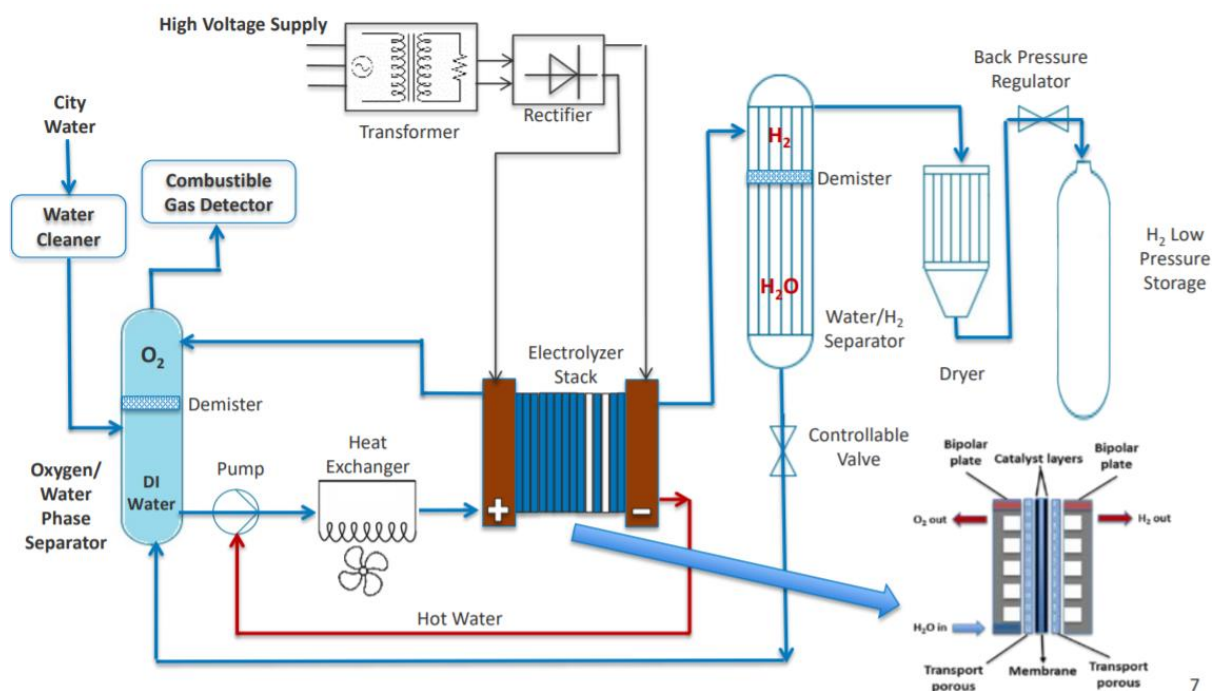 High Voltage Supply
Transformer
Rectifier
City
Water
Water
Cleaner
Combustible
Gas Detector
O₂
Demister
DI
Water
Oxygen/
Water
Phase
Separator
Pump
Heat
Exchanger
Electrolyzer
Stack
+
-
Hot Water
H₂
Demister
H₂O
Water/H₂
Separator
Controllable
Valve
Dryer
Back Pressure
Regulator
H₂ Low
Pressure
Storage
Bipolar
plate
Catalyst layers
Bipolar
plate
O₂ out
H₂ out
H₂O in
Transport
porous
Membrane
Transport
porous
7